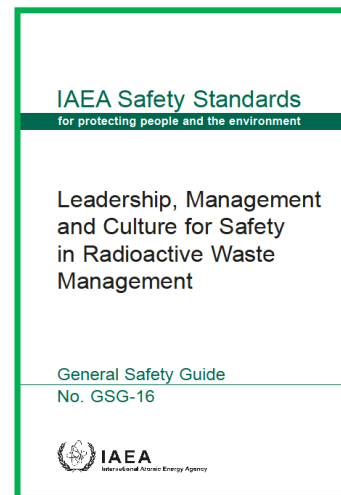 IAEA Safety Standards
for protecting people and the environment
Leadership, Management
and Culture for Safety
in Radioactive Waste
Management
General Safety Guide
No. GSG-16
IAEA
International Atomic Energy Agency